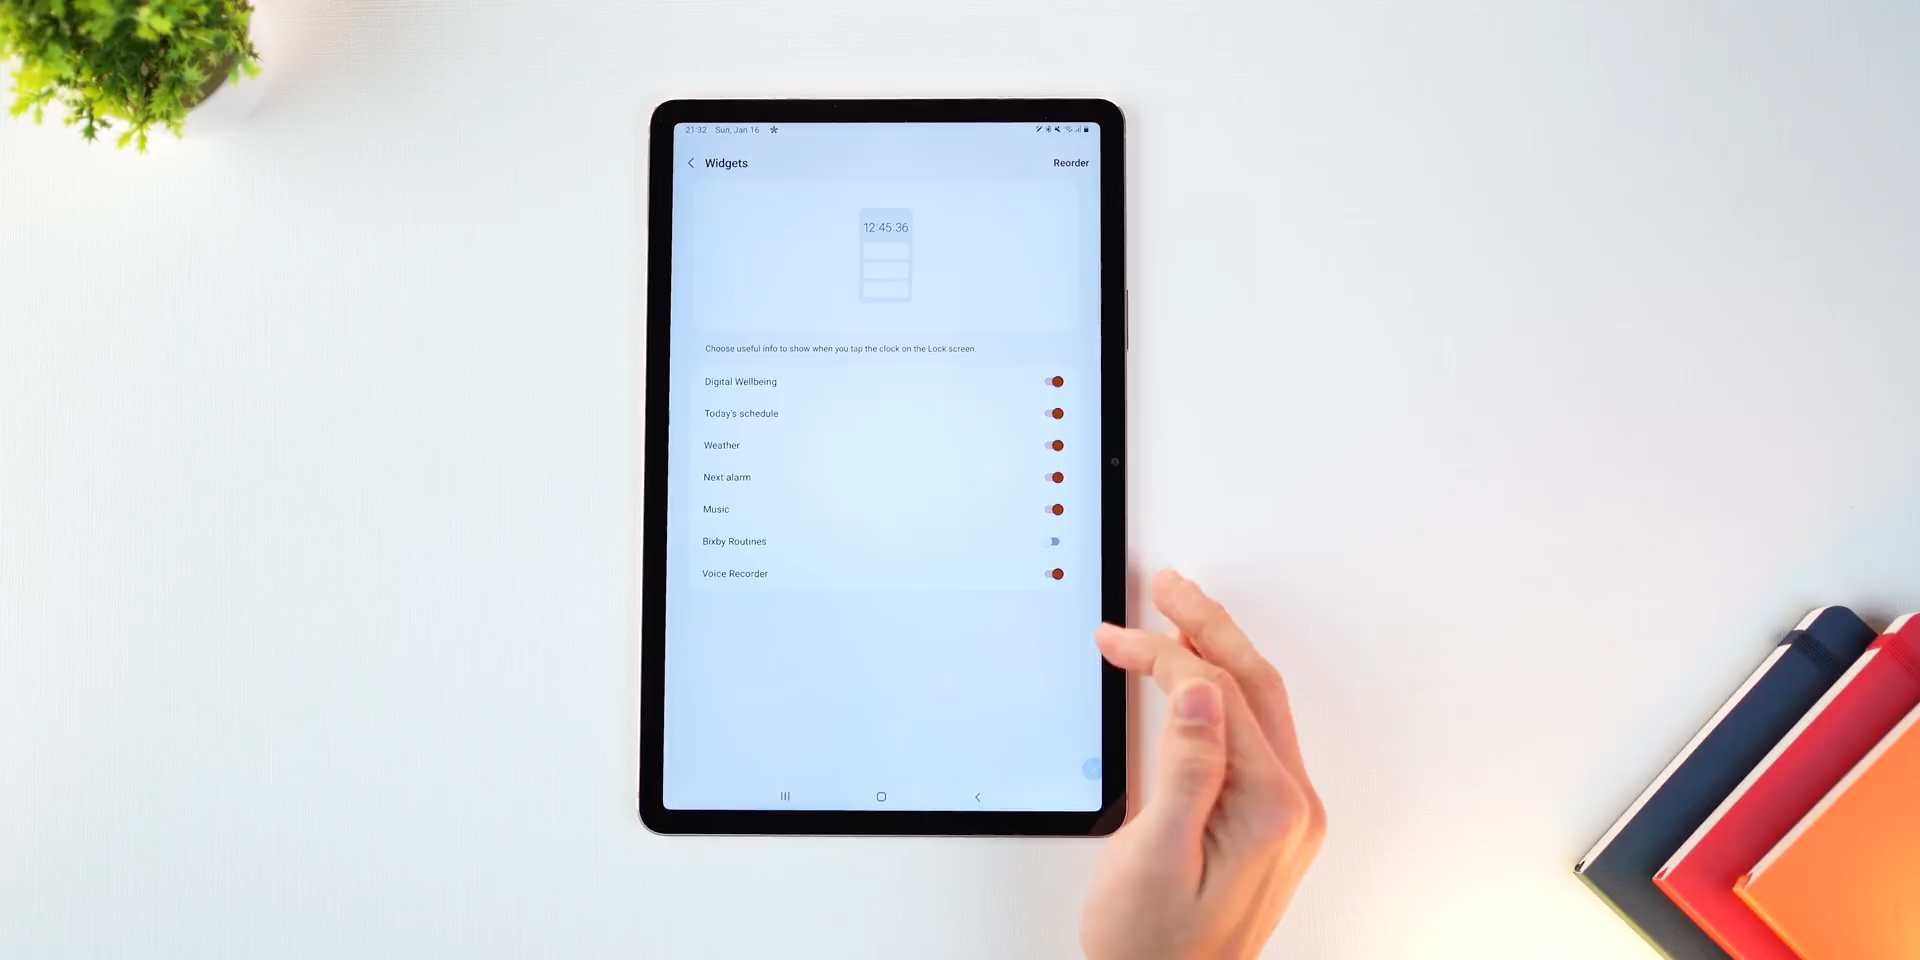 21:32 Sun, Jan 16
Widgets
Reorder
12:45:36
Choose useful info to show when you tap the clock on the Lock screen.
Digital Wellbeing
Today's schedule
Weather
Next alarm
Music
Bixby Routines
Voice Recorder